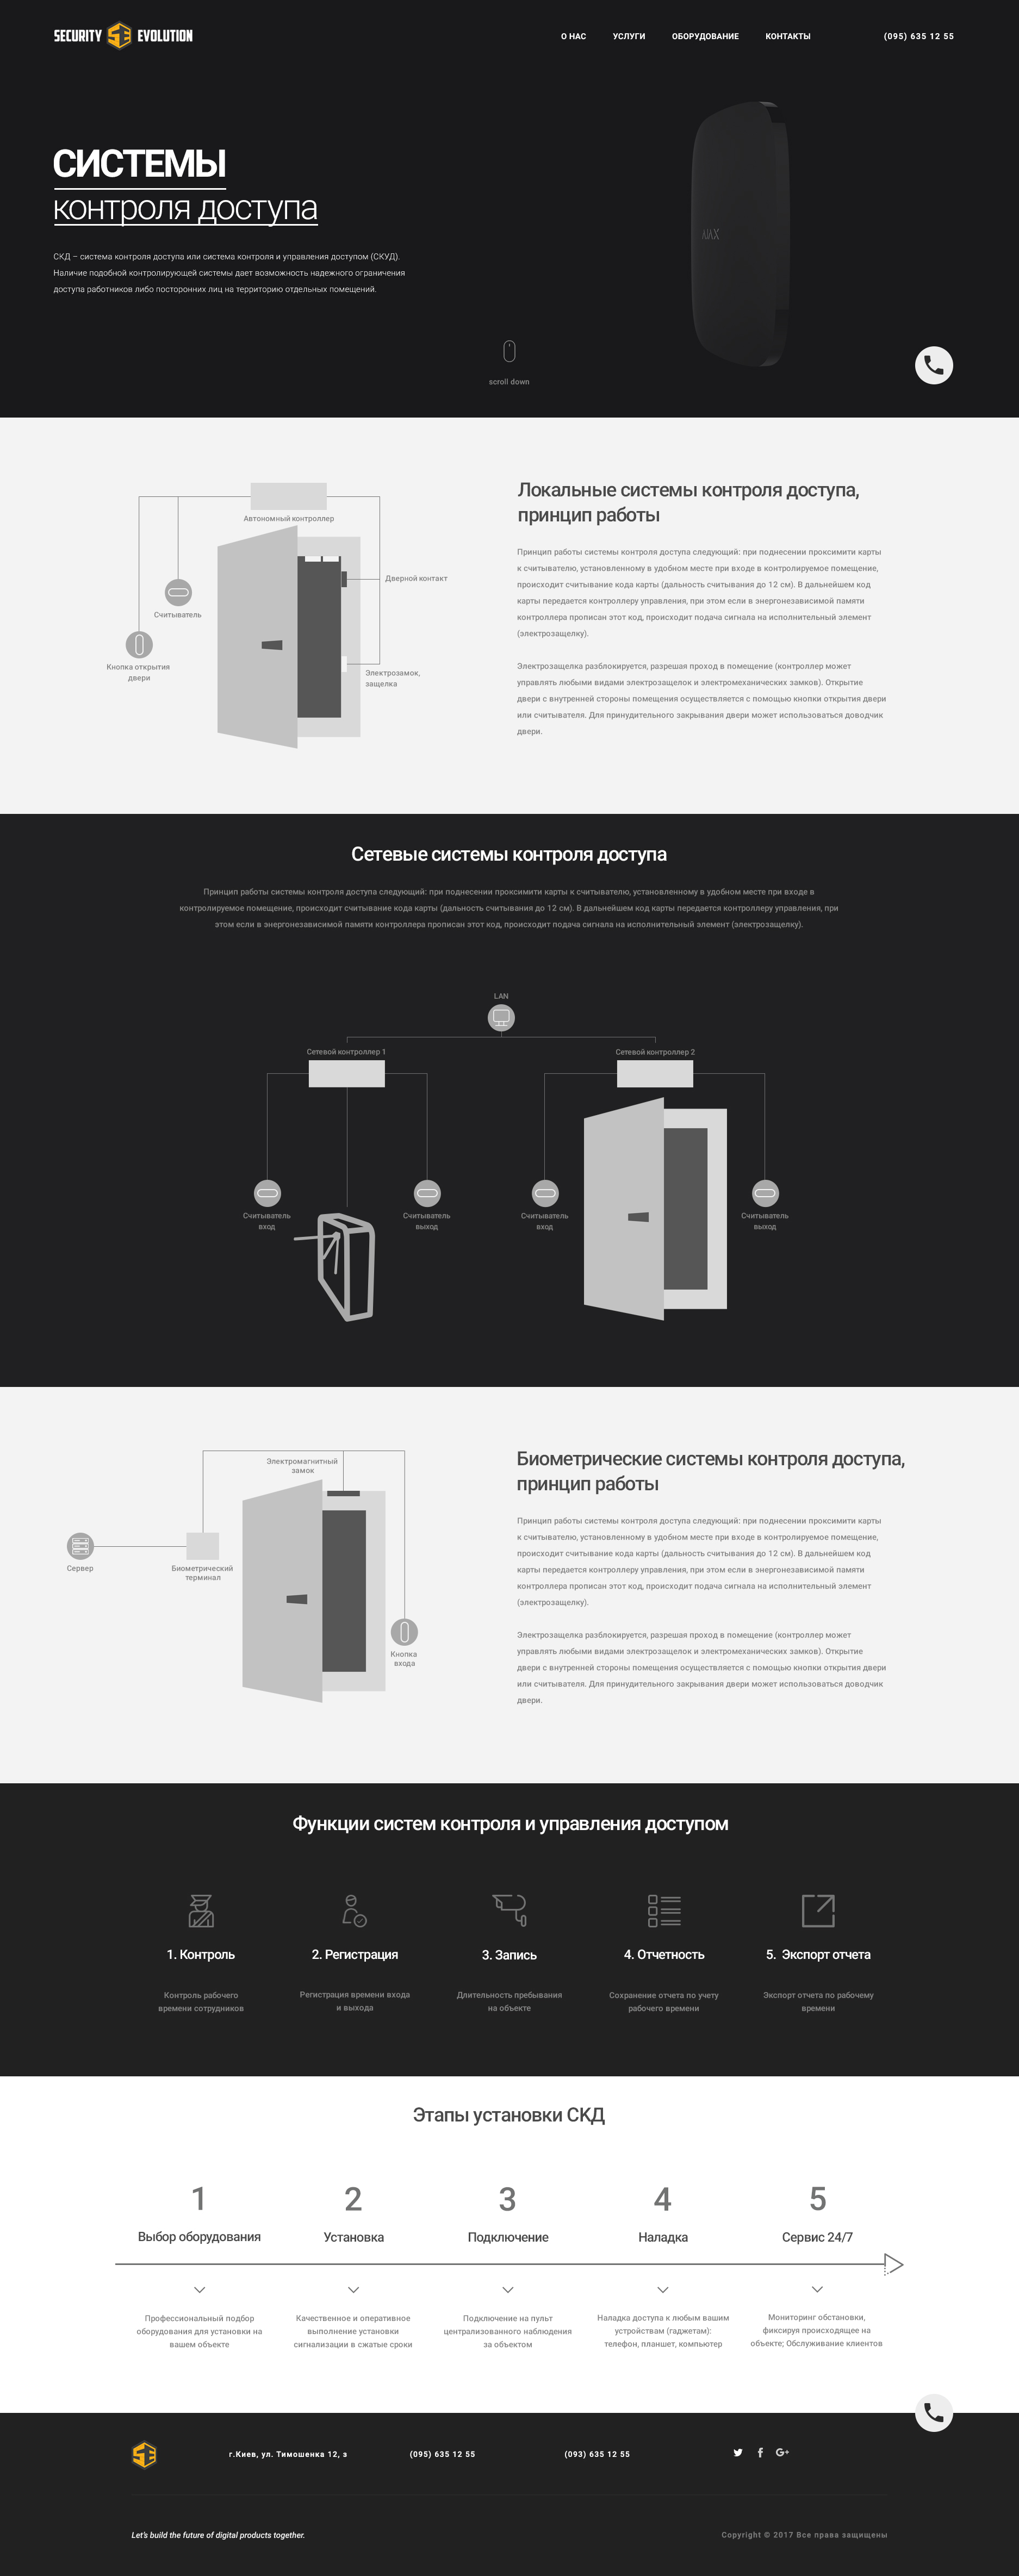 SECURITY SE EVOLUTION
О НАС
УСЛУГИ
ОБОРУДОВАНИЕ
КОНТАКТЫ
(095) 635 12 55
СИСТЕМЫ
контроля доступа
СКД – система контроля доступа или система контроля и управления доступом (СКУД).
Наличие подобной контролирующей системы дает возможность надежного ограничения
доступа работников либо посторонних лиц на территорию отдельных помещений.
AJAX
scroll down
Автономный контроллер
Дверной контакт
Считыватель
Кнопка открытия
двери
Электрозамок,
защелка
Локальные системы контроля доступа,
принцип работы
Принцип работы системы контроля доступа следующий: при поднесении проксимити карты
к считывателю, установленному в удобном месте при входе в контролируемое помещение,
происходит считывание кода карты (дальность считывания до 12 см). В дальнейшем код
карты передается контроллеру управления, при этом если в энергонезависимой памяти
контроллера прописан этот код, происходит подача сигнала на исполнительный элемент
(электрозащелку).
Электрозащелка разблокируется, разрешая проход в помещение (контроллер может
управлять любыми видами электрозащелок и электромеханических замков). Открытие
двери с внутренней стороны помещения осуществляется с помощью кнопки открытия двери
или считывателя. Для принудительного закрывания двери может использоваться доводчик
двери.
Сетевые системы контроля доступа
Принцип работы системы контроля доступа следующий: при поднесении проксимити карты к считывателю, установленному в удобном месте при входе в
контролируемое помещение, происходит считывание кода карты (дальность считывания до 12 см). В дальнейшем код карты передается контроллеру управления, при
этом если в энергонезависимой памяти контроллера прописан этот код, происходит подача сигнала на исполнительный элемент (электрозащелку).
LAN
Сетевой контроллер 1
Сетевой контроллер 2
Считыватель
вход
Считыватель
выход
Считыватель
вход
Считыватель
выход
Электромагнитный
замок
Сервер
Биометрический
терминал
Кнопка
входа
Биометрические системы контроля доступа,
принцип работы
Принцип работы системы контроля доступа следующий: при поднесении проксимити карты
к считывателю, установленному в удобном месте при входе в контролируемое помещение,
происходит считывание кода карты (дальность считывания до 12 см). В дальнейшем код
карты передается контроллеру управления, при этом если в энергонезависимой памяти
контроллера прописан этот код, происходит подача сигнала на исполнительный элемент
(электрозащелку).
Электрозащелка разблокируется, разрешая проход в помещение (контроллер может
управлять любыми видами электрозащелок и электромеханических замков). Открытие
двери с внутренней стороны помещения осуществляется с помощью кнопки открытия двери
или считывателя. Для принудительного закрывания двери может использоваться доводчик
двери.
Функции систем контроля и управления доступом
1. Контроль
Контроль рабочего
времени сотрудников
2. Регистрация
Регистрация времени входа
и выхода
3. Запись
Длительность пребывания
на объекте
4. Отчетность
Сохранение отчета по учету
рабочего времени
5. Экспорт отчета
Экспорт отчета по рабочему
времени
Этапы установки СКД
1
Выбор оборудования
Профессиональный подбор
оборудования для установки на
вашем объекте
2
Установка
Качественное и оперативное
выполнение установки
сигнализации в сжатые сроки
3
Подключение
Подключение на пульт
централизованного наблюдения
за объектом
4
Наладка
Наладка доступа к любым вашим
устройствам (гаджетам):
телефон, планшет, компьютер
5
Сервис 24/7
Мониторинг обстановки,
фиксируя происходящее на
объекте; Обслуживание клиентов
SE
г.Киев, ул. Тимошенка 12, з
(095) 635 12 55
(093) 635 12 55
f
G+
Let's build the future of digital products together.
Copyright © 2017 Все права защищены